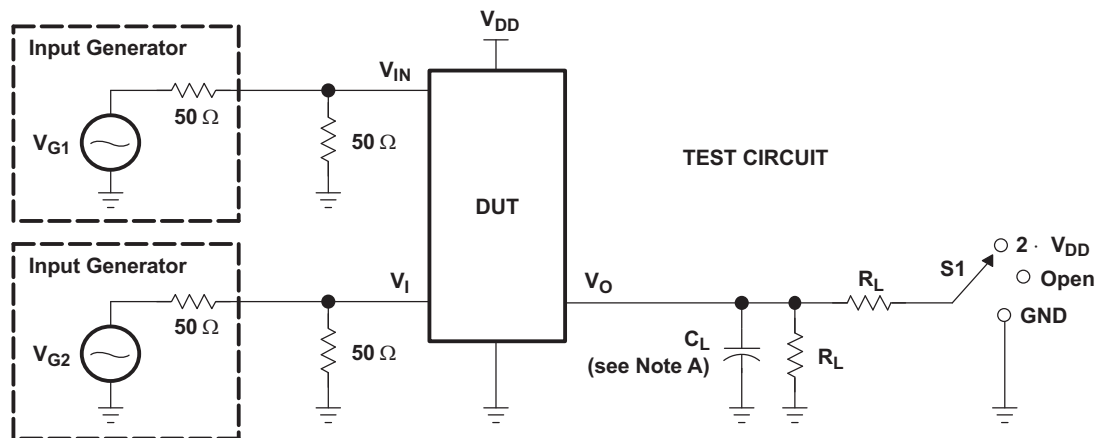 V_DD
Input Generator
V_IN
50 Ω
V_G1
50 Ω
TEST CIRCUIT
DUT
Input Generator
V_I
50 Ω
V_G2
50 Ω
V_O
C_L
(see Note A)
R_L
R_L
S1
2 · V_DD
Open
GND